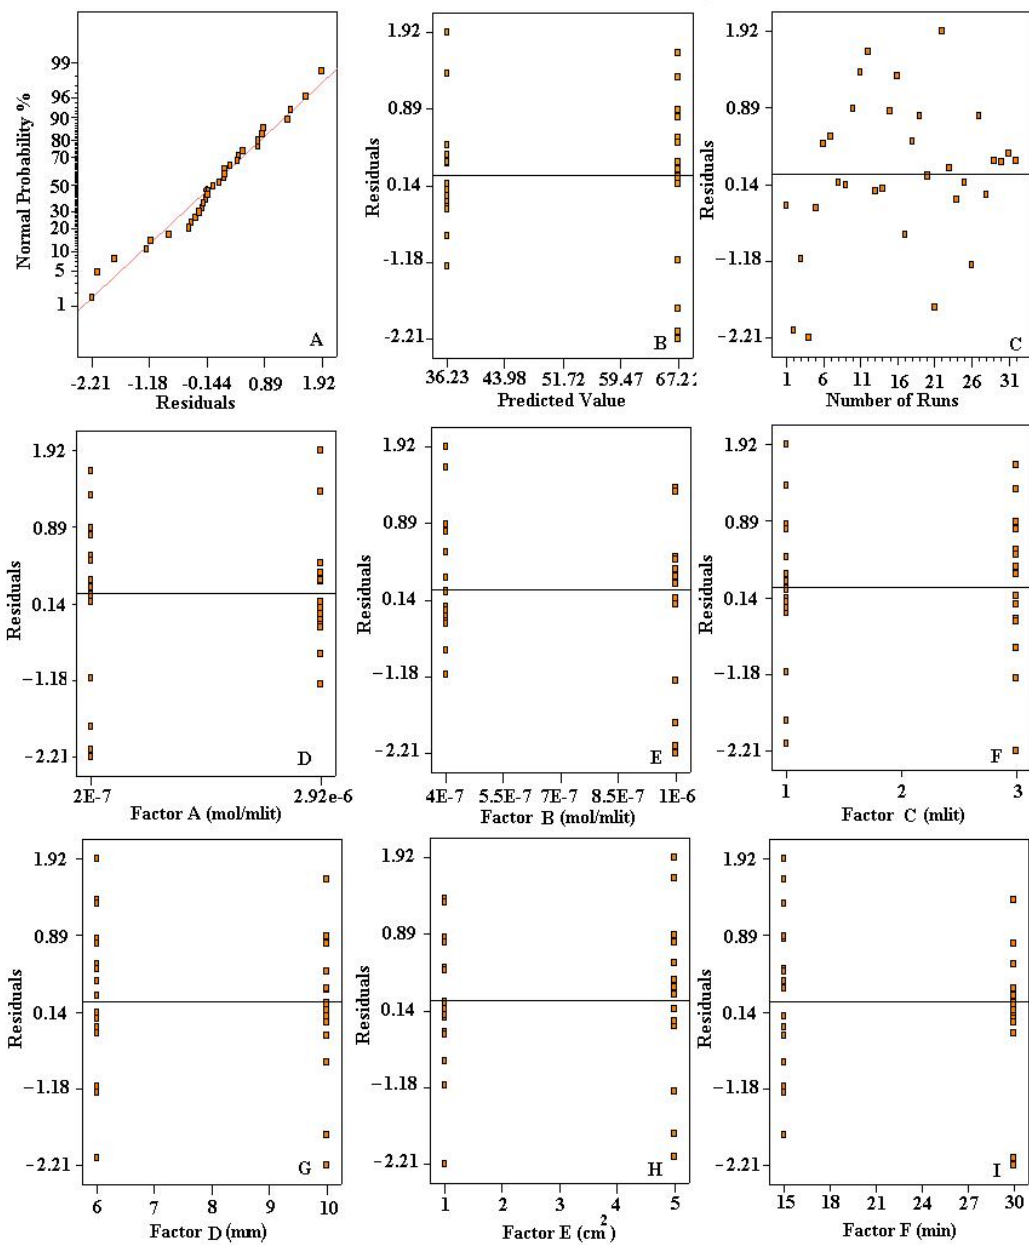 Normal Probability %
99
96
90
80
70
50
30
20
10
5
1
A
-2.21 -1.18 -0.144 0.89 1.92
Residuals
Residuals
1.92
0.89
0.14
-1.18
-2.21
B
36.23 43.98 51.72 59.47 67.22
Predicted Value
Residuals
1.92
0.89
0.14
-1.18
-2.21
C
1 6 11 16 21 26 31
Number of Runs
Residuals
1.92
0.89
0.14
-1.18
-2.21
D
2E-7 2.92e-6
Factor A (mol/mlit)
Residuals
1.92
0.89
0.14
-1.18
-2.21
E
4E-7 5.5E-7 7E-7 8.5E-7 1E-6
Factor B (mol/mlit)
Residuals
1.92
0.89
0.14
-1.18
-2.21
F
1 2 3
Factor C (mlit)
Residuals
1.92
0.89
0.14
-1.18
-2.21
G
6 7 8 9 10
Factor D (mm)
Residuals
1.92
0.89
0.14
-1.18
-2.21
H
1 2 3 4 5
Factor E (cm²)
Residuals
1.92
0.89
0.14
-1.18
-2.21
I
15 18 21 24 27 30
Factor F (min)